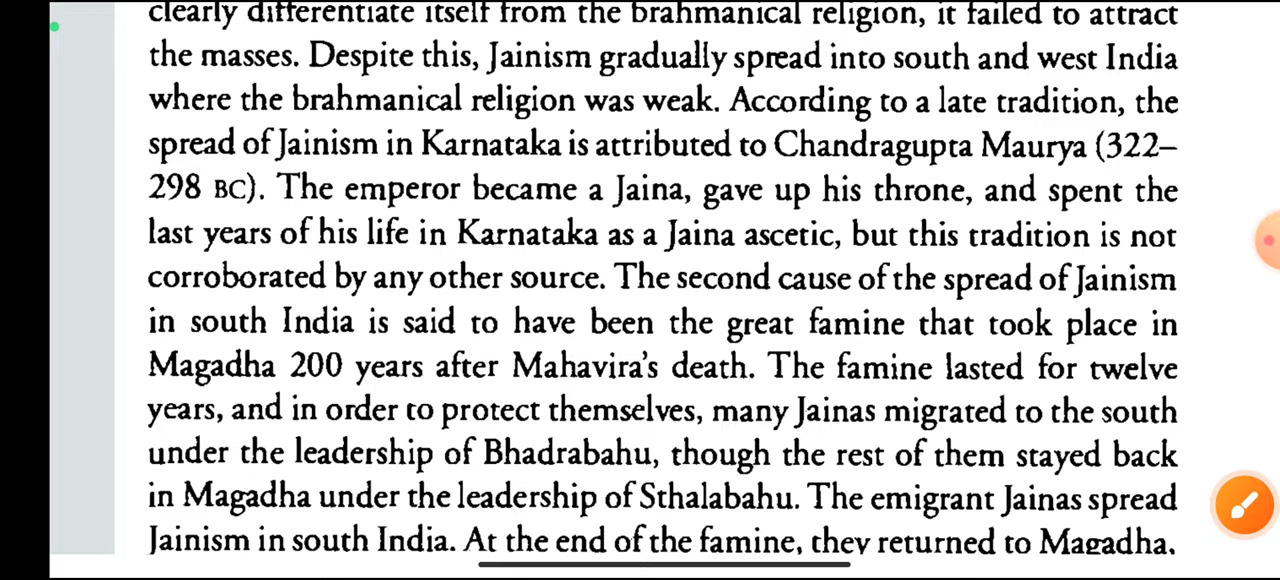 clearly differentiate itself from the brahmanical religion, it failed to attract
the masses. Despite this, Jainism gradually spread into south and west India
where the brahmanical religion was weak. According to a late tradition, the
spread of Jainism in Karnataka is attributed to Chandragupta Maurya (322–
298 BC). The emperor became a Jaina, gave up his throne, and spent the
last years of his life in Karnataka as a Jaina ascetic, but this tradition is not
corroborated by any other source. The second cause of the spread of Jainism
in south India is said to have been the great famine that took place in
Magadha 200 years after Mahavira's death. The famine lasted for twelve
years, and in order to protect themselves, many Jainas migrated to the south
under the leadership of Bhadrabahu, though the rest of them stayed back
in Magadha under the leadership of Sthalabahu. The emigrant Jainas spread
Jainism in south India. At the end of the famine, they returned to Magadha,